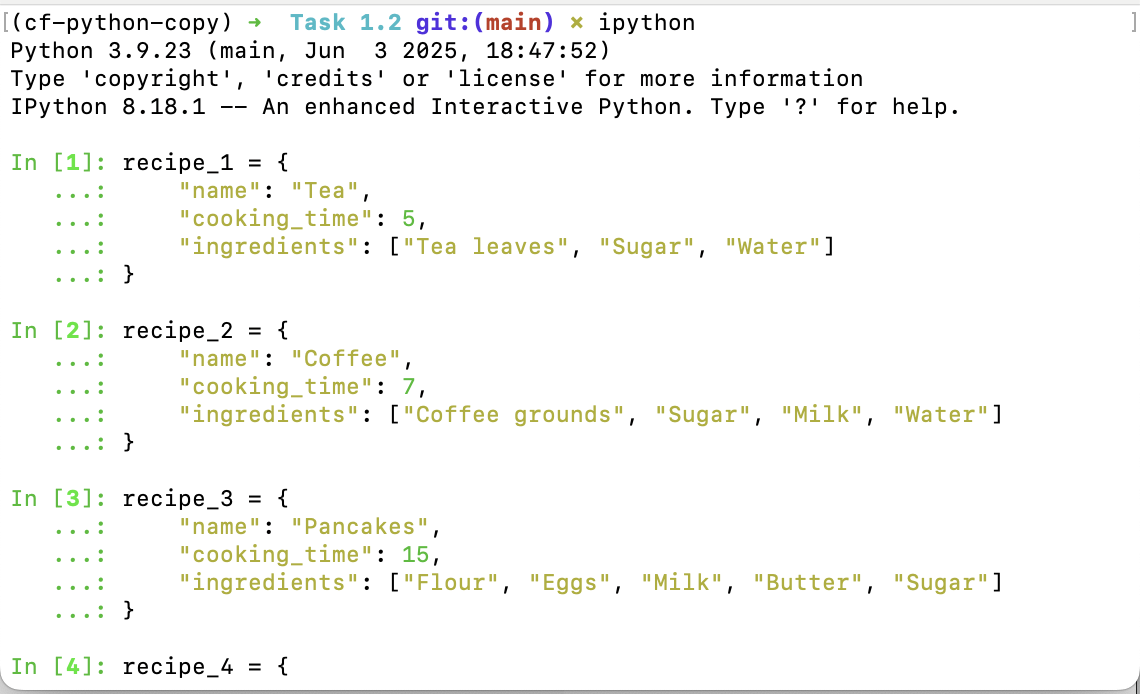 [(cf-python-copy) ➜  Task 1.2 git:(main) ✗ ipython ]
Python 3.9.23 (main, Jun  3 2025, 18:47:52)
Type 'copyright', 'credits' or 'license' for more information
IPython 8.18.1 -- An enhanced Interactive Python. Type '?' for help.

In [1]: recipe_1 = {
   ...:     "name": "Tea",
   ...:     "cooking_time": 5,
   ...:     "ingredients": ["Tea leaves", "Sugar", "Water"]
   ...: }

In [2]: recipe_2 = {
   ...:     "name": "Coffee",
   ...:     "cooking_time": 7,
   ...:     "ingredients": ["Coffee grounds", "Sugar", "Milk", "Water"]
   ...: }

In [3]: recipe_3 = {
   ...:     "name": "Pancakes",
   ...:     "cooking_time": 15,
   ...:     "ingredients": ["Flour", "Eggs", "Milk", "Butter", "Sugar"]
   ...: }

In [4]: recipe_4 = {